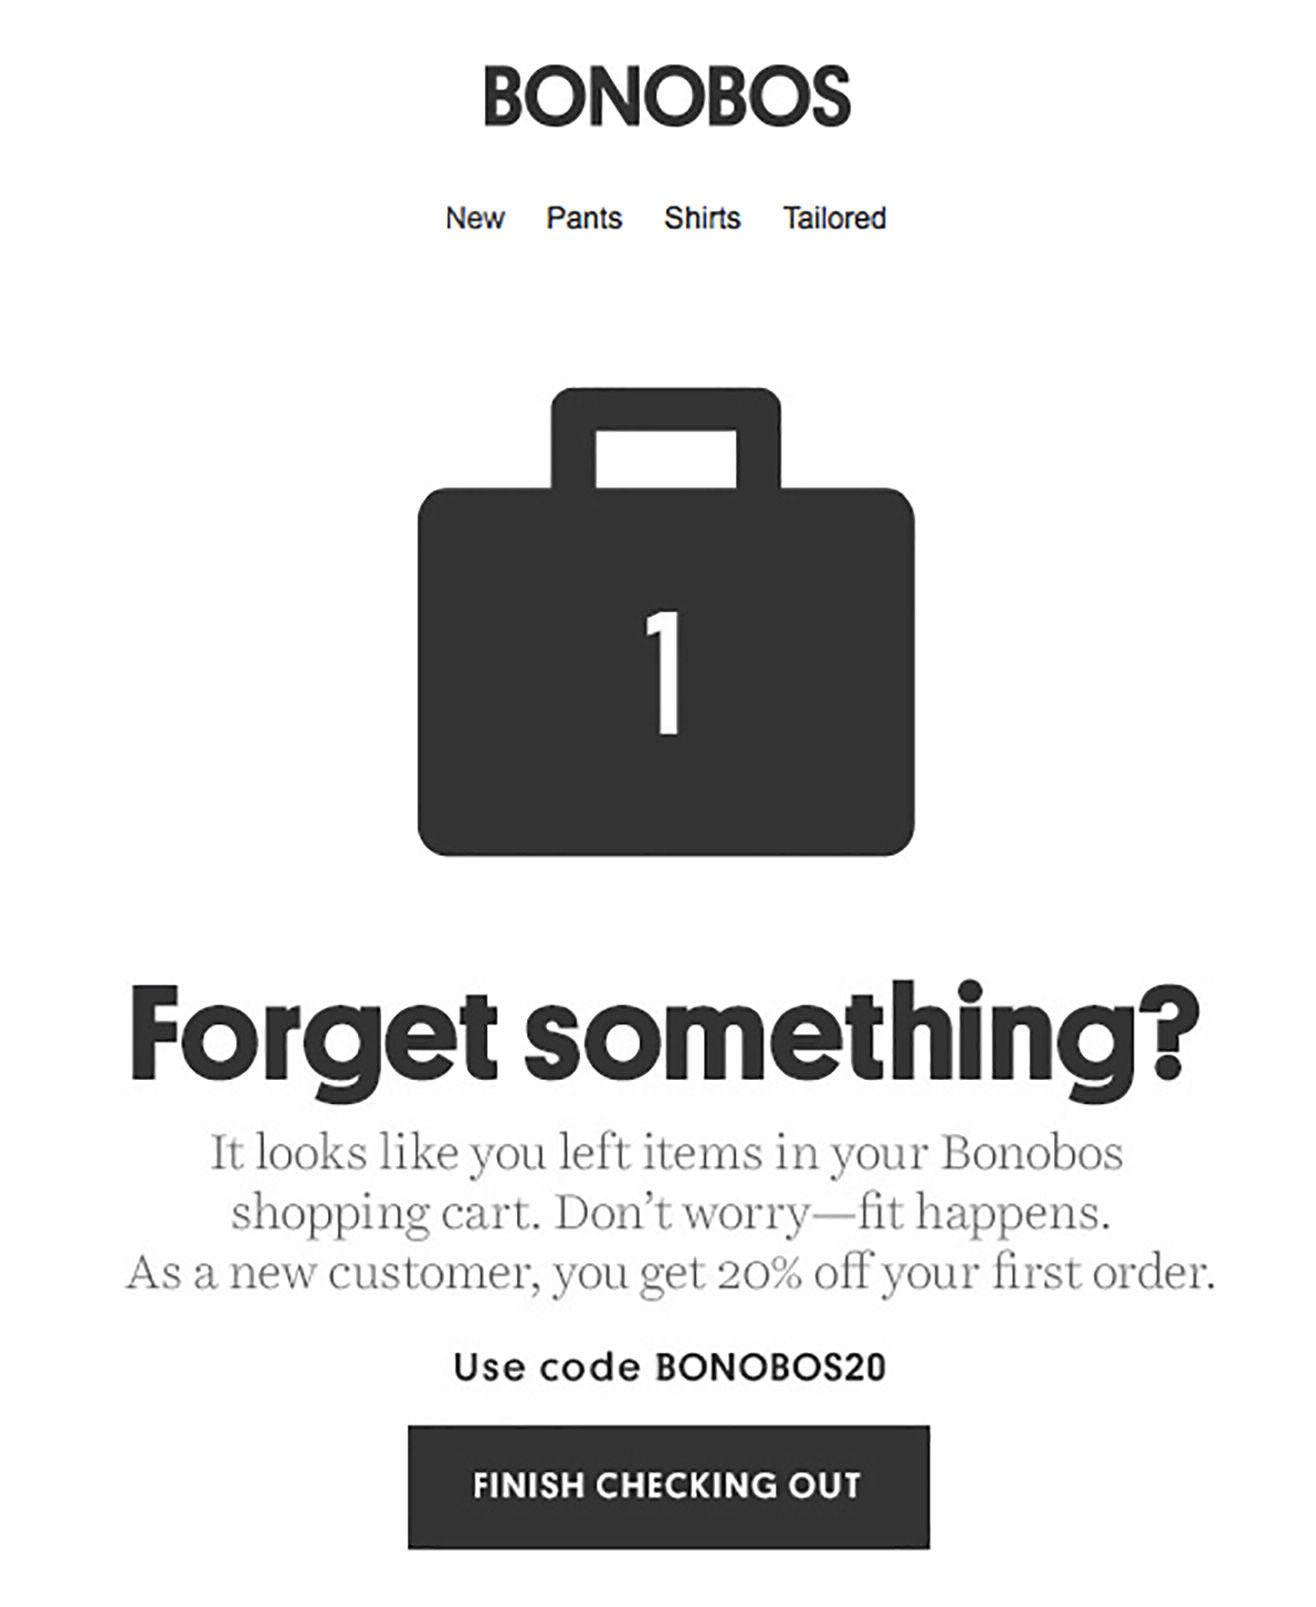 BONOBOS
New Pants Shirts Tailored
1
Forget something?
It looks like you left items in your Bonobos
shopping cart. Don’t worry—fit happens.
As a new customer, you get 20% off your first order.
Use code BONOBOS20
FINISH CHECKING OUT